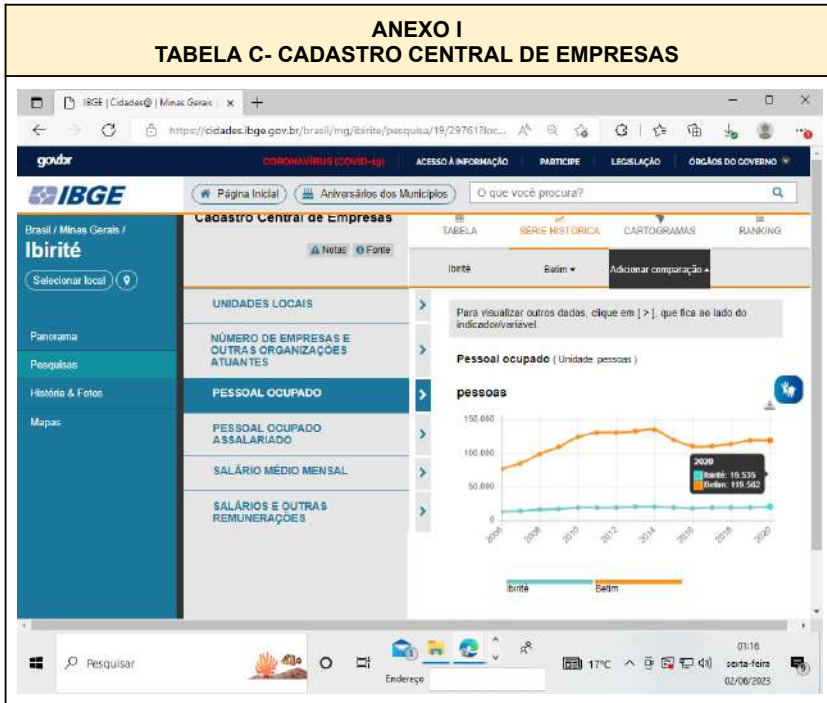 ANEXO I
TABELA C- CADASTRO CENTRAL DE EMPRESAS
IBGE | Cidades@ | Minas Gerais
https://cidades.ibge.gov.br/brasil/mg/ibirite/pesquisa/19/29761?loc...
govbr
CORONAVÍRUS (COVID-19)
ACESSO À INFORMAÇÃO
PARTICIPE
LEGISLAÇÃO
ÓRGÃOS DO GOVERNO
IBGE
Página Inicial
Aniversários dos Municípios
O que você procura?
Brasil / Minas Gerais /
Ibirité
Selecionar local
Panorama
Pesquisas
História & Fotos
Mapas
Cadastro Central de Empresas
Notas
Fonte
UNIDADES LOCAIS
NÚMERO DE EMPRESAS E
OUTRAS ORGANIZAÇÕES
ATUANTES
PESSOAL OCUPADO
PESSOAL OCUPADO
ASSALARIADO
SALÁRIO MÉDIO MENSAL
SALÁRIOS E OUTRAS
REMUNERAÇÕES
TABELA
SÉRIE HISTÓRICA
CARTOGRAMAS
RANKING
Ibirité
Betim
Adicionar comparação
Para visualizar outros dados, clique em [ > ], que fica ao lado do
indicador/variável.
Pessoal ocupado ( Unidade: pessoas )
pessoas
150.000
100.000
50.000
0
2006
2008
2010
2012
2014
2016
2018
2020
2020
Ibirité: 19.535
Betim: 119.562
Ibirité
Betim
Pesquisar
Endereço
17°C
01:16
sexta-feira
02/06/2023